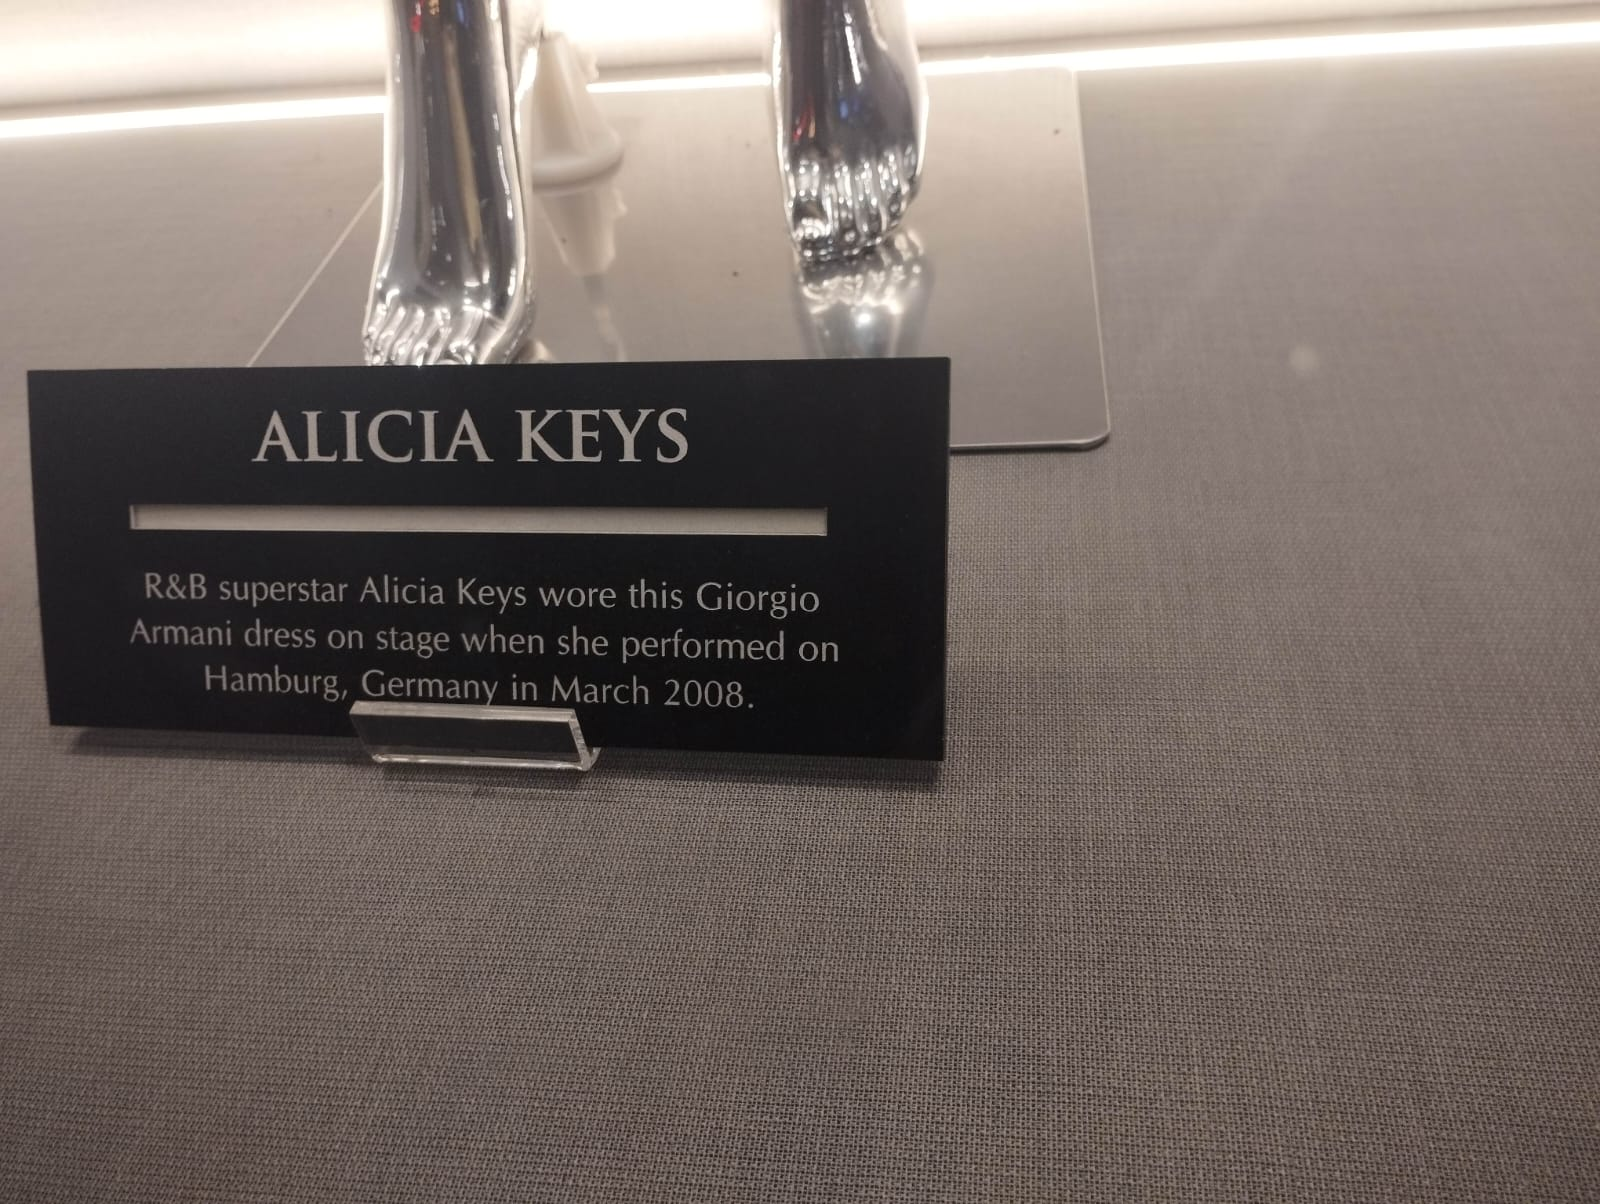 ALICIA KEYS
R&B superstar Alicia Keys wore this Giorgio
Armani dress on stage when she performed on
Hamburg, Germany in March 2008.